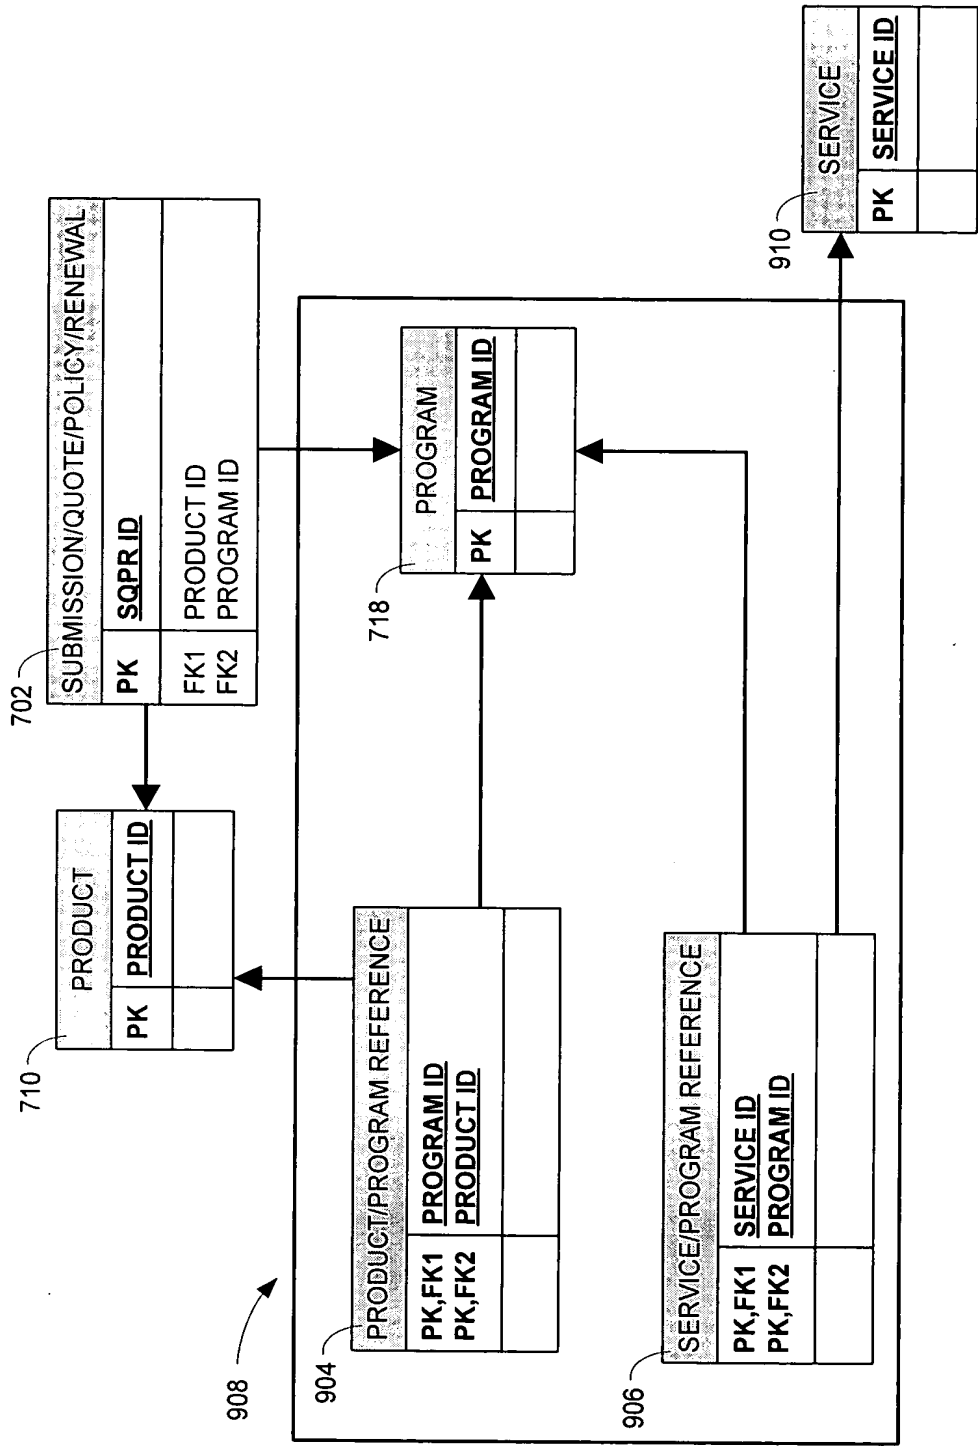 702
SUBMISSION/QUOTE/POLICY/RENEWAL
PK SQPR ID
FK1 PRODUCT ID
FK2 PROGRAM ID
710
PRODUCT
PK PRODUCT ID
908
904
PRODUCT/PROGRAM REFERENCE
PK,FK1 PROGRAM ID
PK,FK2 PRODUCT ID
718
PROGRAM
PK PROGRAM ID
906
SERVICE/PROGRAM REFERENCE
PK,FK1 SERVICE ID
PK,FK2 PROGRAM ID
910
SERVICE
PK SERVICE ID